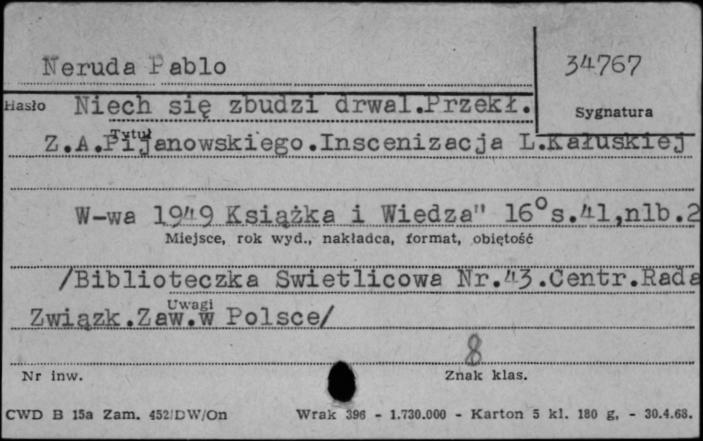 Neruda Pablo
34767
Hasło Niech się zbudzi drwal.Przekł.
Sygnatura
Tytuł
Z.A.Pijanowskiego.Inscenizacja L.Kałuskiej
W-wa 1949 Książka i Wiedza" 16° s.41,nlb.2
Miejsce, rok wyd., nakładca, format, objętość
/Biblioteczka Swietlicowa Nr.43.Centr.Rada
Uwagi
Związk.Zaw.w Polsce/
8
Nr inw.
Znak klas.
CWD B 15a Zam. 452/DW/On Wrak 396 - 1.730.000 - Karton 5 kl. 180 g, - 30.4.68.